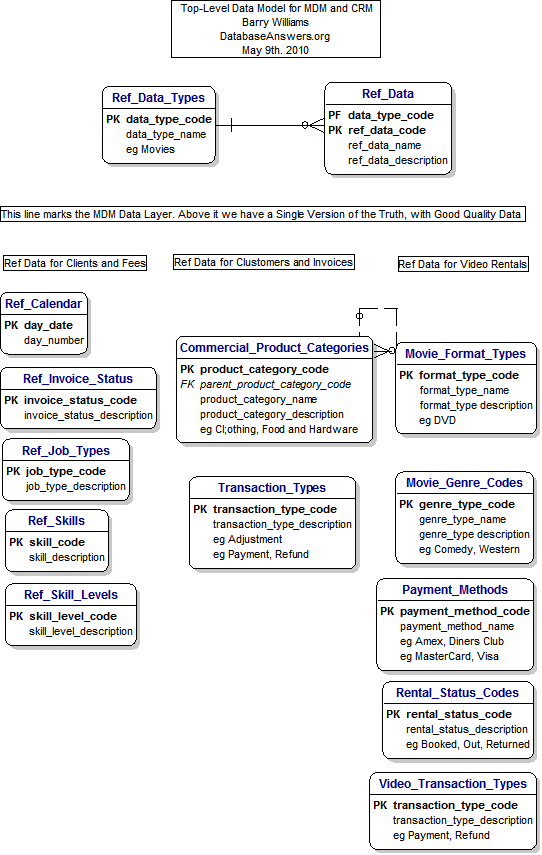 Top-Level Data Model for MDM and CRM
Barry Williams
DatabaseAnswers.org
May 9th. 2010
Ref_Data_Types
PK data_type_code
data_type_name
eg Movies
Ref_Data
PF data_type_code
PK ref_data_code
ref_data_name
ref_data_description
This line marks the MDM Data Layer. Above it we have a Single Version of the Truth, with Good Quality Data
Ref Data for Clients and Fees
Ref_Calendar
PK day_date
day_number
Ref_Invoice_Status
PK invoice_status_code
invoice_status_description
Ref_Job_Types
PK job_type_code
job_type_description
Ref_Skills
PK skill_code
skill_description
Ref_Skill_Levels
PK skill_level_code
skill_level_description
Ref Data for Clustomers and Invoices
Commercial_Product_Categories
PK product_category_code
FK parent_product_category_code
product_category_name
product_category_description
eg Cl;othing, Food and Hardware
Transaction_Types
PK transaction_type_code
transaction_type_description
eg Adjustment
eg Payment, Refund
Ref Data for Video Rentals
Movie_Format_Types
PK format_type_code
format_type_name
format_type description
eg DVD
Movie_Genre_Codes
PK genre_type_code
genre_type_name
genre_type description
eg Comedy, Western
Payment_Methods
PK payment_method_code
payment_method_name
eg Amex, Diners Club
eg MasterCard, Visa
Rental_Status_Codes
PK rental_status_code
rental_status_description
eg Booked, Out, Returned
Video_Transaction_Types
PK transaction_type_code
transaction_type_description
eg Payment, Refund